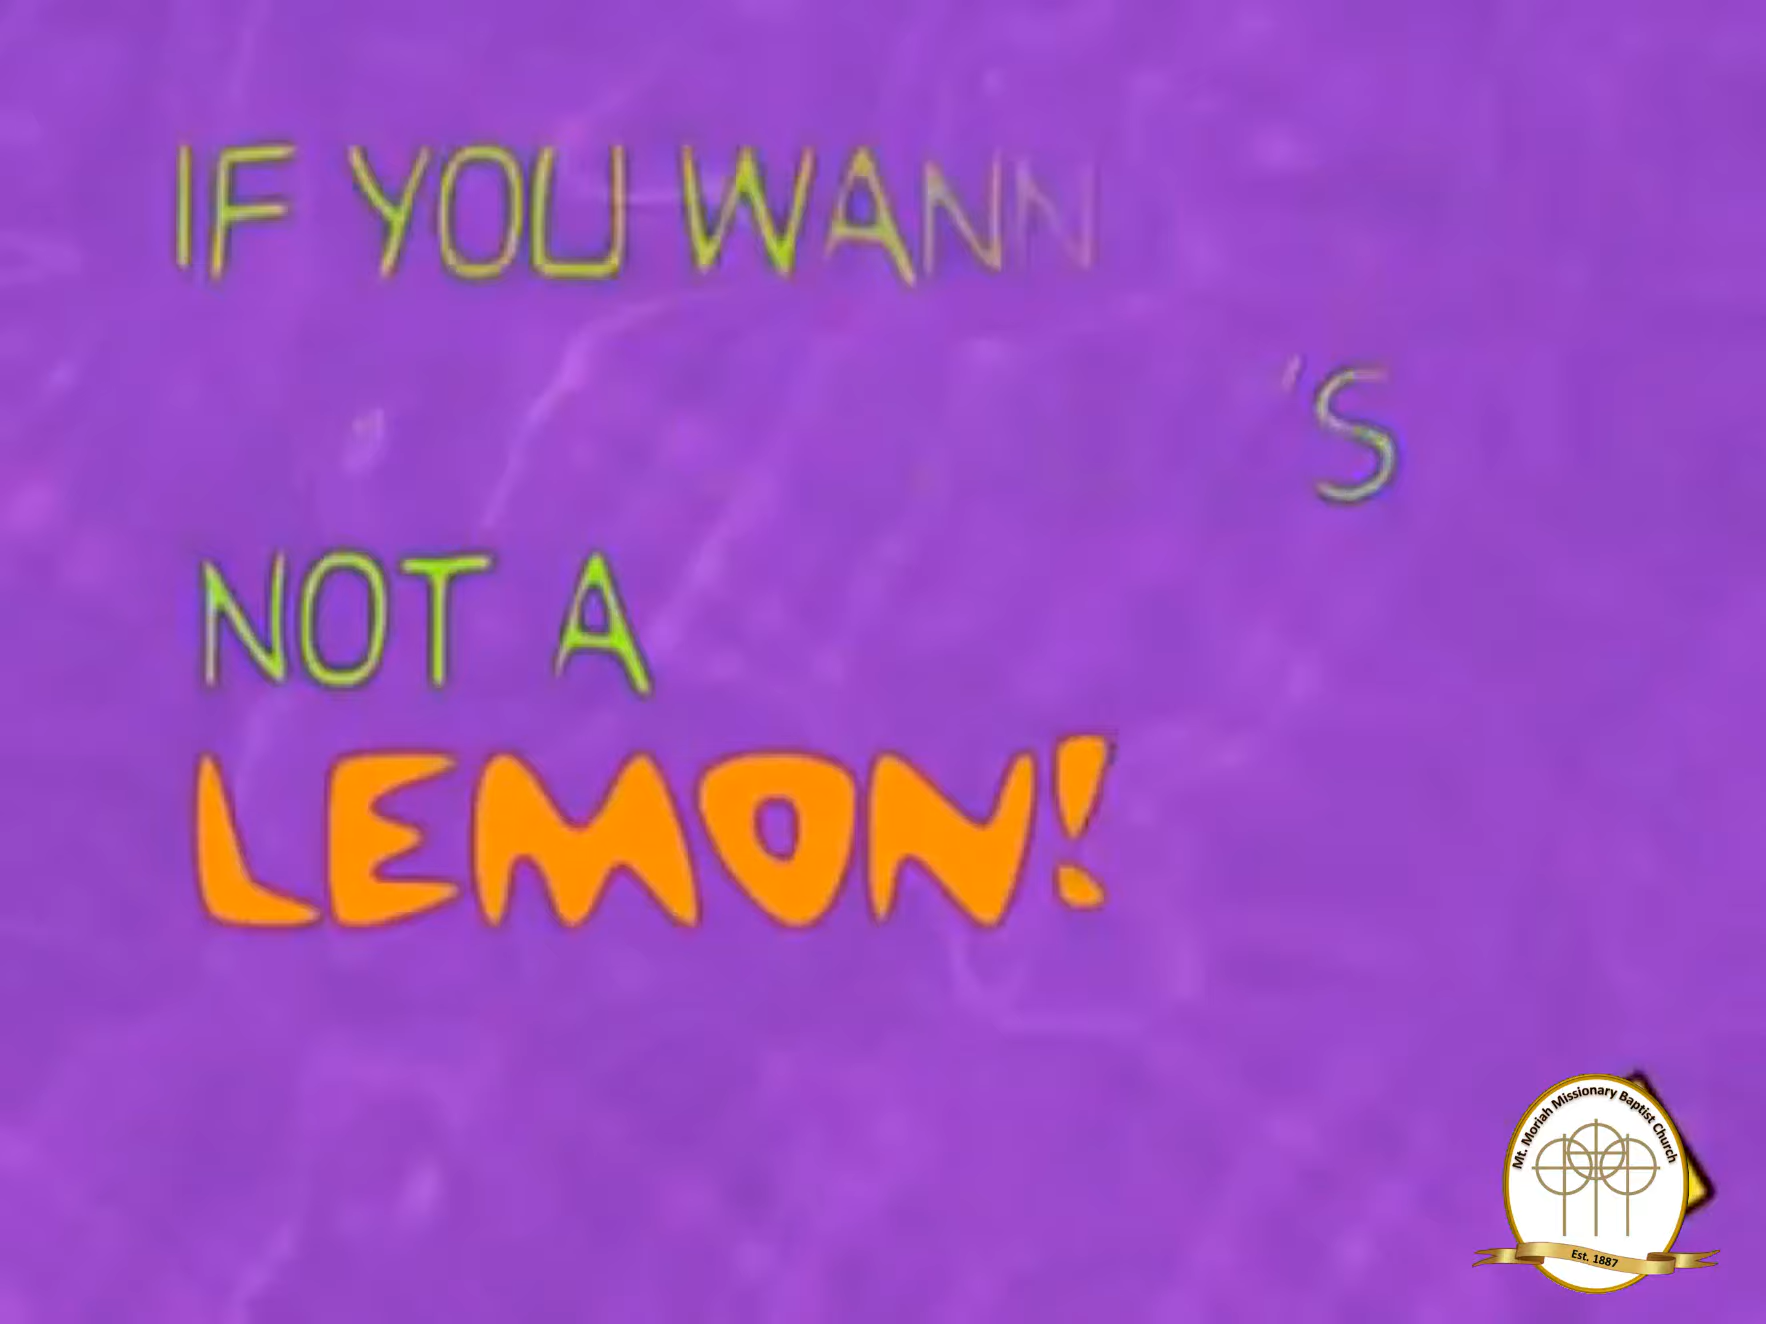 IF YOU WANN
'S
NOT A
LEMON!
Mt. Moriah Missionary Baptist Church
Est. 1887